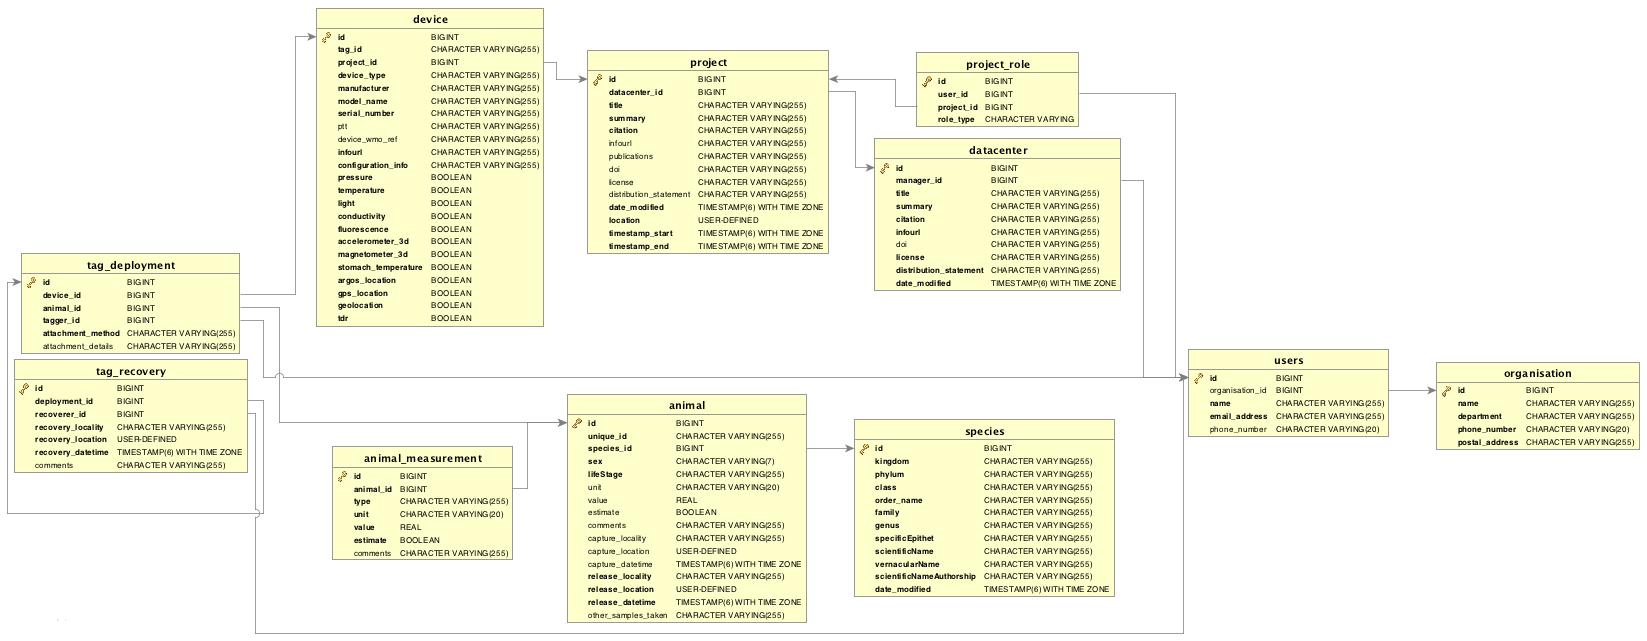 device
id BIGINT
tag_id CHARACTER VARYING(255)
project_id BIGINT
device_type CHARACTER VARYING(255)
manufacturer CHARACTER VARYING(255)
model_name CHARACTER VARYING(255)
serial_number CHARACTER VARYING(255)
ptt CHARACTER VARYING(255)
device_wmo_ref CHARACTER VARYING(255)
infourl CHARACTER VARYING(255)
configuration_info CHARACTER VARYING(255)
pressure BOOLEAN
temperature BOOLEAN
light BOOLEAN
conductivity BOOLEAN
fluorescence BOOLEAN
accelerometer_3d BOOLEAN
magnetometer_3d BOOLEAN
stomach_temperature BOOLEAN
argos_location BOOLEAN
gps_location BOOLEAN
geolocation BOOLEAN
tdr BOOLEAN
project
id BIGINT
datacenter_id BIGINT
title CHARACTER VARYING(255)
summary CHARACTER VARYING(255)
citation CHARACTER VARYING(255)
infourl CHARACTER VARYING(255)
publications CHARACTER VARYING(255)
doi CHARACTER VARYING(255)
license CHARACTER VARYING(255)
distribution_statement CHARACTER VARYING(255)
date_modified TIMESTAMP(6) WITH TIME ZONE
location USER-DEFINED
timestamp_start TIMESTAMP(6) WITH TIME ZONE
timestamp_end TIMESTAMP(6) WITH TIME ZONE
project_role
id BIGINT
user_id BIGINT
project_id BIGINT
role_type CHARACTER VARYING
datacenter
id BIGINT
manager_id BIGINT
title CHARACTER VARYING(255)
summary CHARACTER VARYING(255)
citation CHARACTER VARYING(255)
infourl CHARACTER VARYING(255)
doi CHARACTER VARYING(255)
license CHARACTER VARYING(255)
distribution_statement CHARACTER VARYING(255)
date_modified TIMESTAMP(6) WITH TIME ZONE
tag_deployment
id BIGINT
device_id BIGINT
animal_id BIGINT
tagger_id BIGINT
attachment_method CHARACTER VARYING(255)
attachment_details CHARACTER VARYING(255)
tag_recovery
id BIGINT
deployment_id BIGINT
recoverer_id BIGINT
recovery_locality CHARACTER VARYING(255)
recovery_location USER-DEFINED
recovery_datetime TIMESTAMP(6) WITH TIME ZONE
comments CHARACTER VARYING(255)
animal_measurement
id BIGINT
animal_id BIGINT
type CHARACTER VARYING(255)
unit CHARACTER VARYING(20)
value REAL
estimate BOOLEAN
comments CHARACTER VARYING(255)
animal
id BIGINT
unique_id CHARACTER VARYING(255)
species_id BIGINT
sex CHARACTER VARYING(7)
lifeStage CHARACTER VARYING(255)
unit CHARACTER VARYING(20)
value REAL
estimate BOOLEAN
comments CHARACTER VARYING(255)
capture_locality CHARACTER VARYING(255)
capture_location USER-DEFINED
capture_datetime TIMESTAMP(6) WITH TIME ZONE
release_locality CHARACTER VARYING(255)
release_location USER-DEFINED
release_datetime TIMESTAMP(6) WITH TIME ZONE
other_samples_taken CHARACTER VARYING(255)
species
id BIGINT
kingdom CHARACTER VARYING(255)
phylum CHARACTER VARYING(255)
class CHARACTER VARYING(255)
order_name CHARACTER VARYING(255)
family CHARACTER VARYING(255)
genus CHARACTER VARYING(255)
specificEpithet CHARACTER VARYING(255)
scientificName CHARACTER VARYING(255)
vernacularName CHARACTER VARYING(255)
scientificNameAuthorship CHARACTER VARYING(255)
date_modified TIMESTAMP(6) WITH TIME ZONE
users
id BIGINT
organisation_id BIGINT
name CHARACTER VARYING(255)
email_address CHARACTER VARYING(255)
phone_number CHARACTER VARYING(20)
organisation
id BIGINT
name CHARACTER VARYING(255)
department CHARACTER VARYING(255)
phone_number CHARACTER VARYING(20)
postal_address CHARACTER VARYING(255)